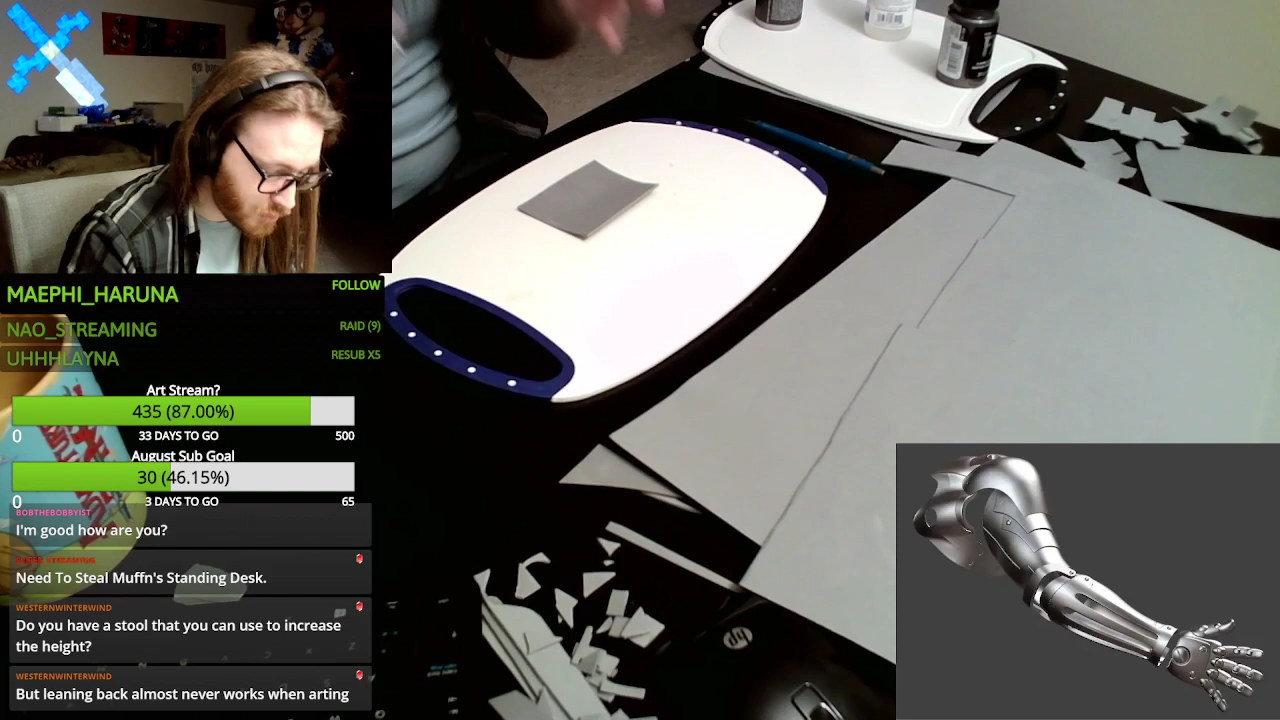 MAEPHI_HARUNA FOLLOW
NAO_STREAMING RAID (9)
UHHHLAYNA RESUB X5
Art Stream?
435 (87.00%)
0 33 DAYS TO GO 500
August Sub Goal
30 (46.15%)
0 3 DAYS TO GO 65
BOBTHEBOBBYIST
I'm good how are you?
Need To Steal Muffn's Standing Desk.
WESTERNWINTERWIND
Do you have a stool that you can use to increase
the height?
WESTERNWINTERWIND
But leaning back almost never works when arting
hp